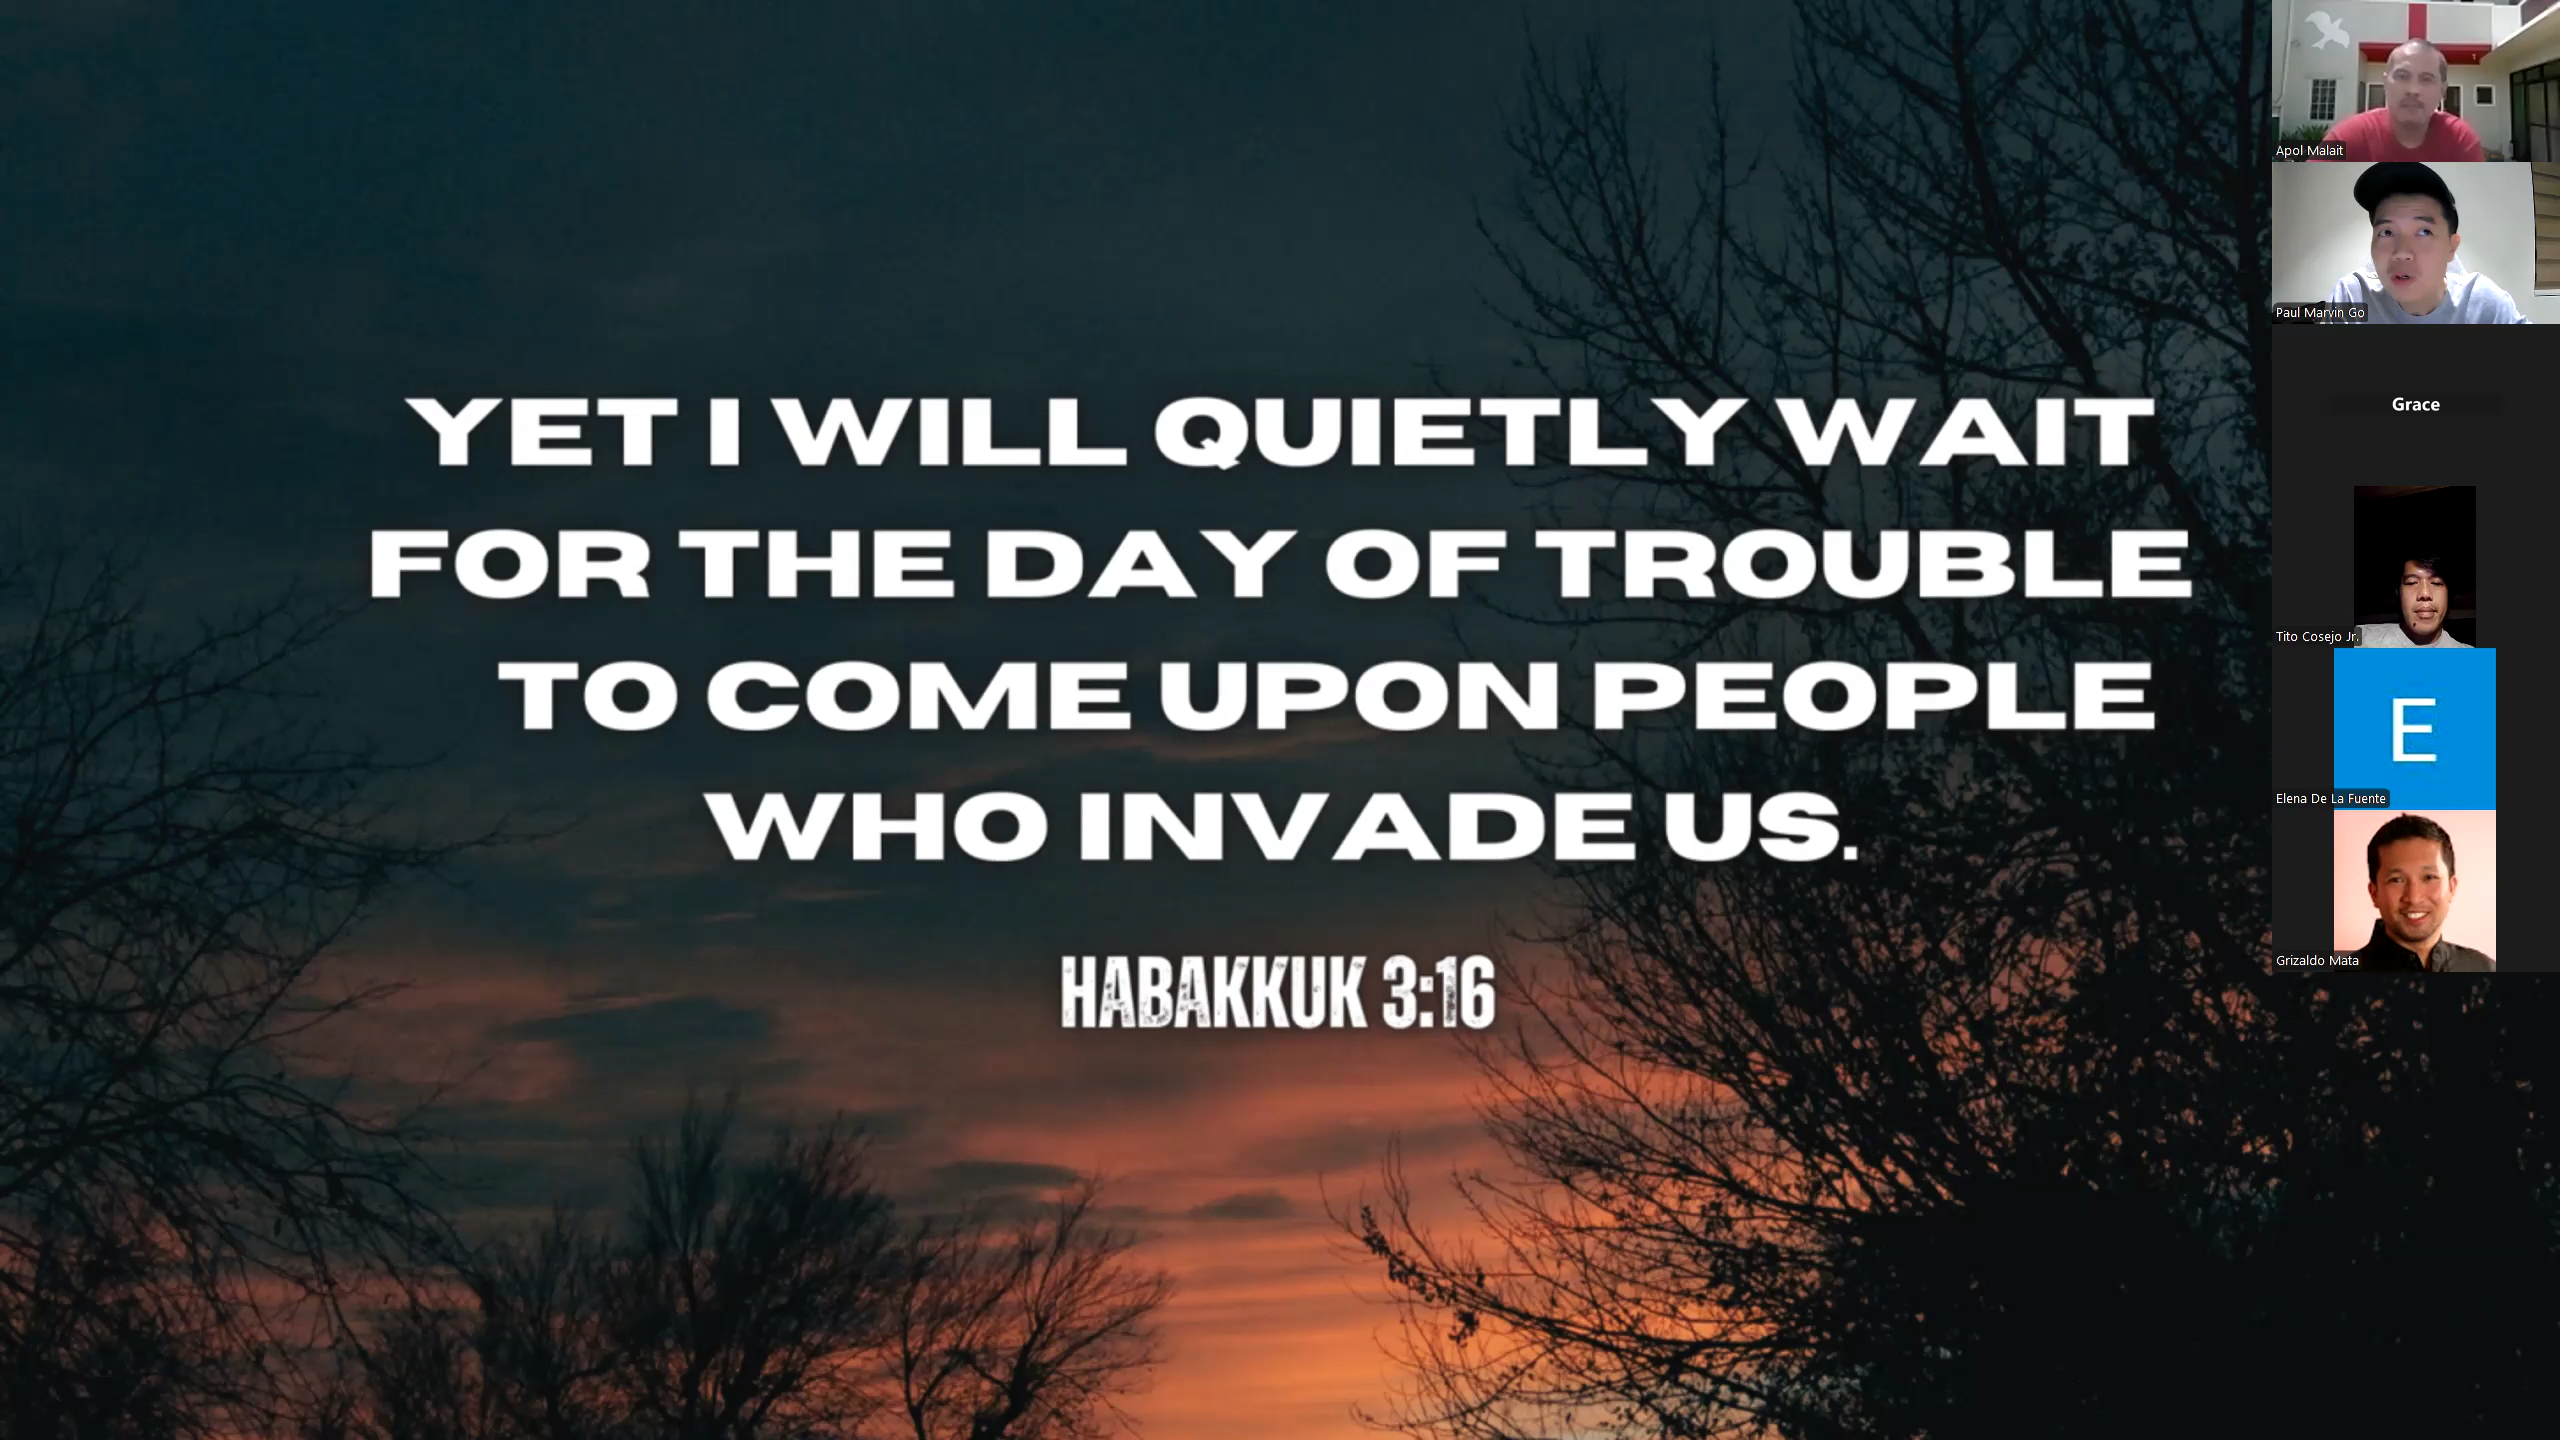 YET I WILL QUIETLY WAIT
FOR THE DAY OF TROUBLE
TO COME UPON PEOPLE
WHO INVADE US.
HABAKKUK 3:16
Apol Malait
Paul Marvin Go
Grace
Tito Cosejo Jr.
E
Elena De La Fuente
Grizaldo Mata